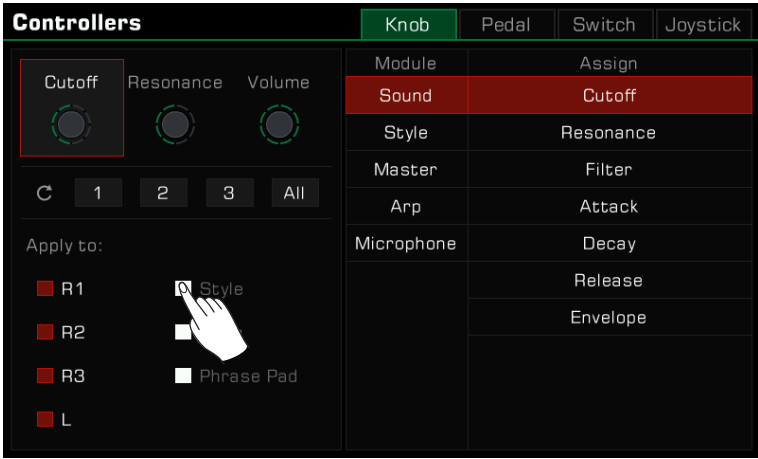 Controllers
Knob Pedal Switch Joystick
Cutoff Resonance Volume
1 2 3 All
Apply to:
R1 Style
R2
R3 Phrase Pad
L
Module Assign
Sound Cutoff
Style Resonance
Master Filter
Arp Attack
Microphone Decay
Release
Envelope